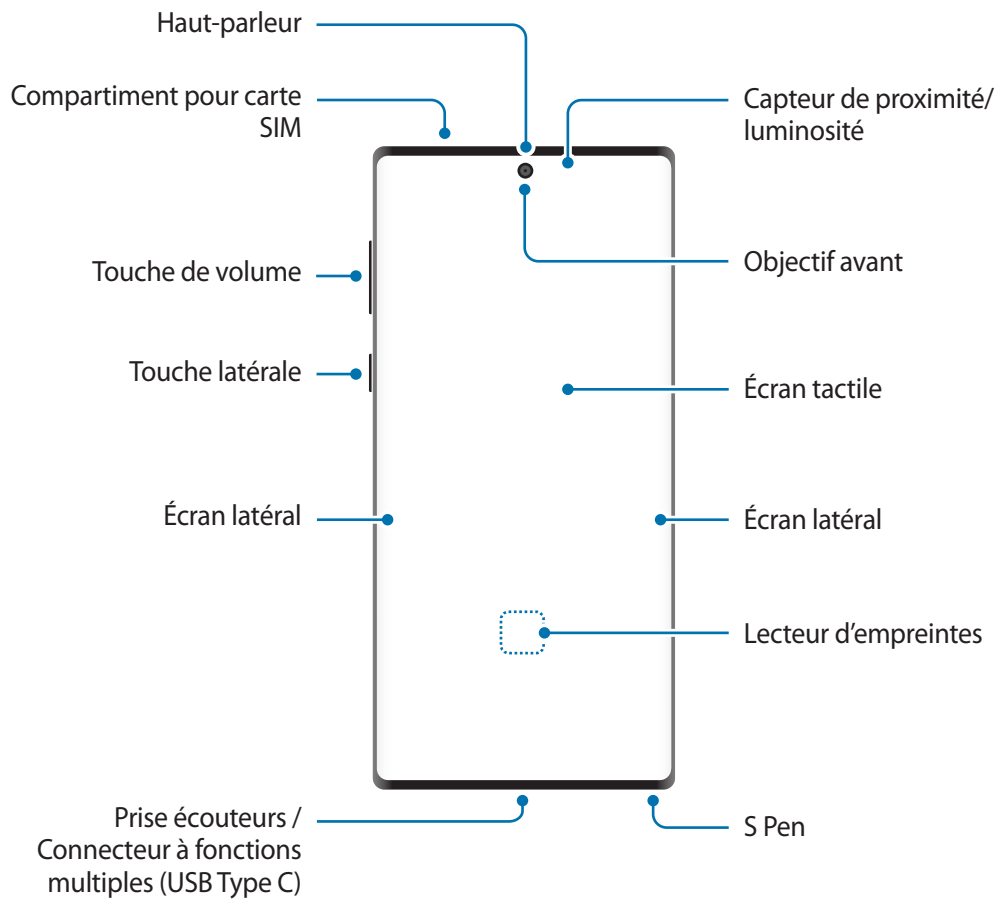 Haut-parleur
Compartiment pour carte
SIM
Capteur de proximité/
luminosité
Touche de volume
Objectif avant
Touche latérale
Écran tactile
Écran latéral
Écran latéral
Lecteur d’empreintes
Prise écouteurs /
Connecteur à fonctions
multiples (USB Type C)
S Pen